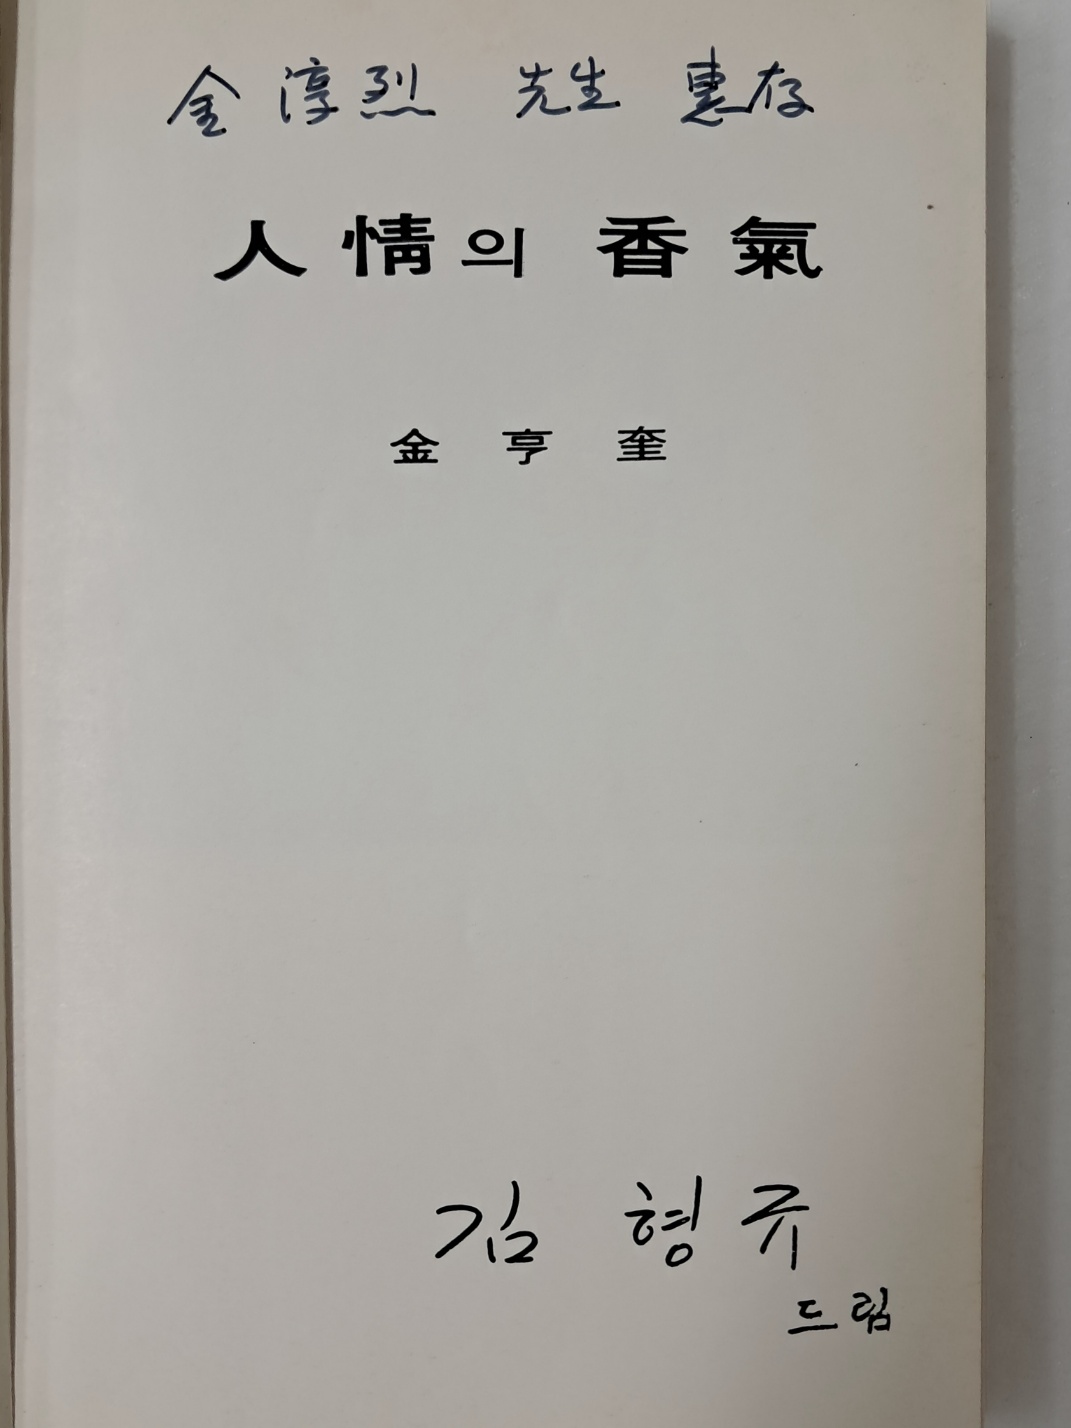 金 淳烈 先生 惠存
人情의 香氣
金亨奎
김 형규
드림